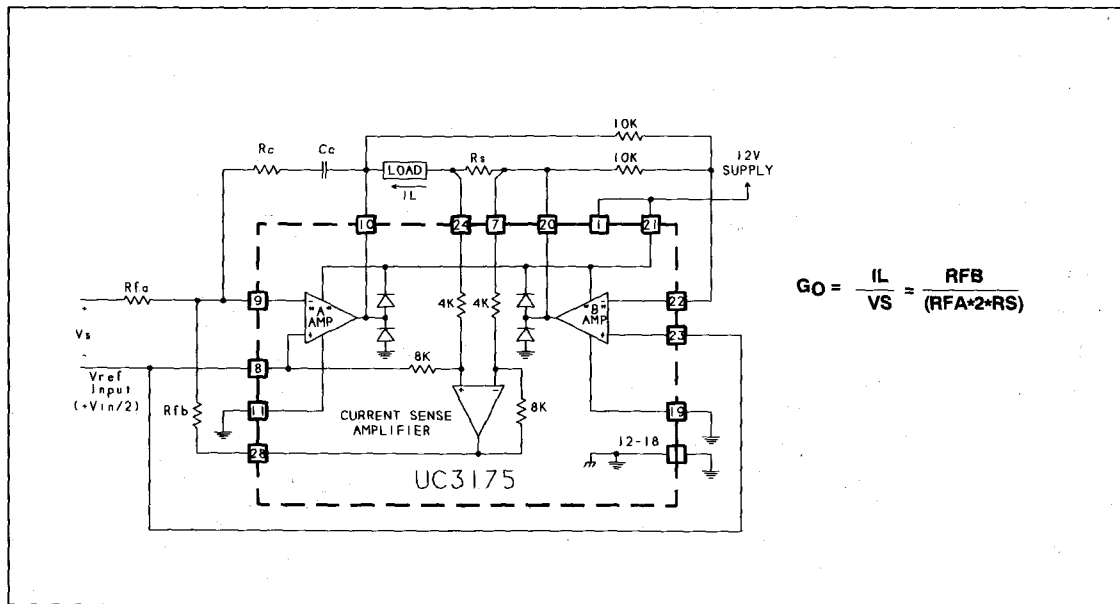 10K
Rc
Cc
Rs
10K
12V
SUPPLY
LOAD
IL
10
24
7
20
1
21
Rfa
4K
4K
9
-
"A"
AMP
+
-
"B"
AMP
+
22
23
+
Vs
-
8K
8
Vref
Input
(+Vin/2)
Rfb
+
-
8K
11
CURRENT SENSE
AMPLIFIER
19
12-18
28
UC3175
GO = IL / VS = RFB / (RFA*2*RS)